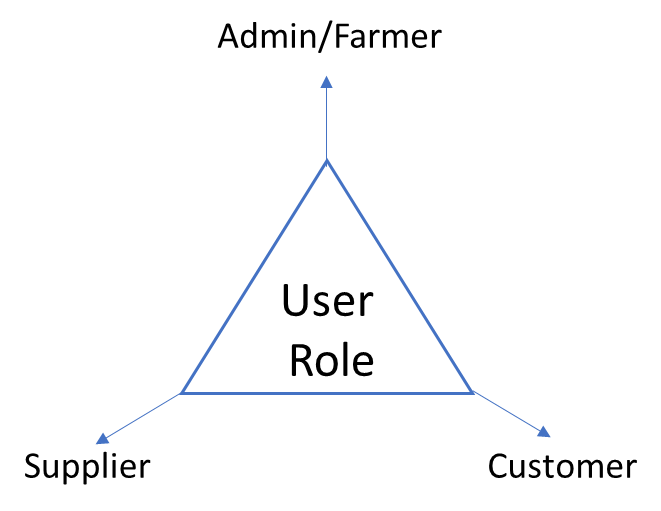 Admin/Farmer
User
Role
Supplier
Customer